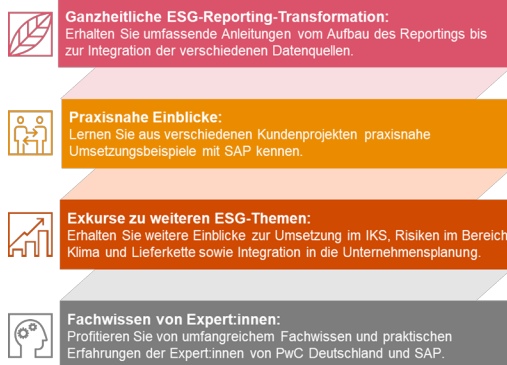 Ganzheitliche ESG-Reporting-Transformation:
Erhalten Sie umfassende Anleitungen vom Aufbau des Reportings bis
zur Integration der verschiedenen Datenquellen.
Praxisnahe Einblicke:
Lernen Sie aus verschiedenen Kundenprojekten praxisnahe
Umsetzungsbeispiele mit SAP kennen.
Exkurse zu weiteren ESG-Themen:
Erhalten Sie weitere Einblicke zur Umsetzung im IKS, Risiken im Bereich
Klima und Lieferkette sowie Integration in die Unternehmensplanung.
Fachwissen von Expert:innen:
Profitieren Sie von umfangreichem Fachwissen und praktischen
Erfahrungen der Expert:innen von PwC Deutschland und SAP.